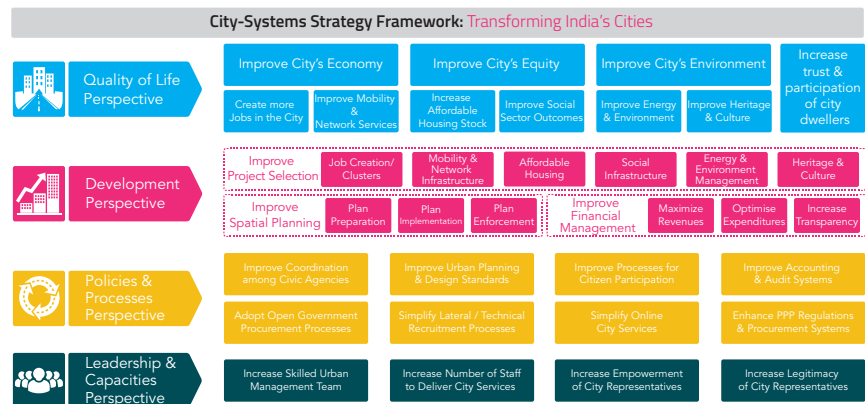 City-Systems Strategy Framework: Transforming India's Cities
Quality of Life
Perspective
Improve City's Economy
Improve City's Equity
Improve City's Environment
Increase
trust &
participation
of city
dwellers
Create more
Jobs in the City
Improve Mobility
&
Network Services
Increase
Affordable
Housing Stock
Improve Social
Sector Outcomes
Improve Energy
& Environment
Improve Heritage
& Culture
Development
Perspective
Improve
Project Selection
Job Creation/
Clusters
Mobility &
Network
Infrastructure
Affordable
Housing
Social
Infrastructure
Energy &
Environment
Management
Heritage &
Culture
Improve
Spatial Planning
Plan
Preparation
Plan
Implementation
Plan
Enforcement
Improve
Financial
Management
Maximize
Revenues
Optimise
Expenditures
Increase
Transparency
Policies &
Processes
Perspective
Improve Coordination
among Civic Agencies
Improve Urban Planning
& Design Standards
Improve Processes for
Citizen Participation
Improve Accounting
& Audit Systems
Adopt Open Government
Procurement Processes
Simplify Lateral / Technical
Recruitment Processes
Simplify Online
City Services
Enhance PPP Regulations
& Procurement Systems
Leadership &
Capacities
Perspective
Increase Skilled Urban
Management Team
Increase Number of Staff
to Deliver City Services
Increase Empowerment
of City Representatives
Increase Legitimacy
of City Representatives